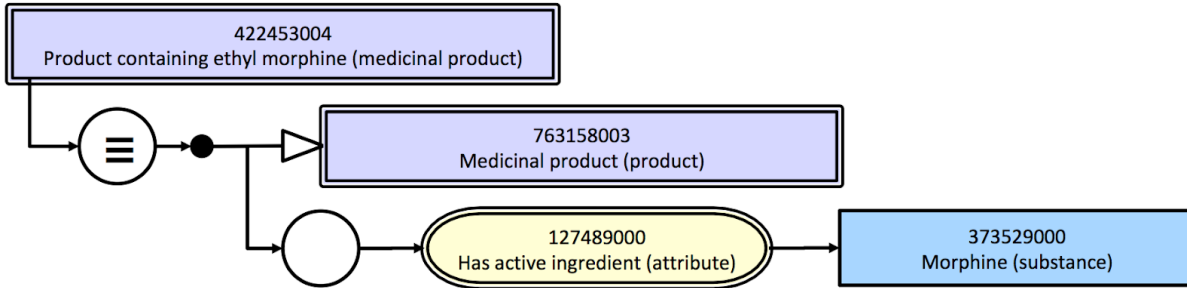 422453004
Product containing ethyl morphine (medicinal product)
≡
763158003
Medicinal product (product)
127489000
Has active ingredient (attribute)
373529000
Morphine (substance)